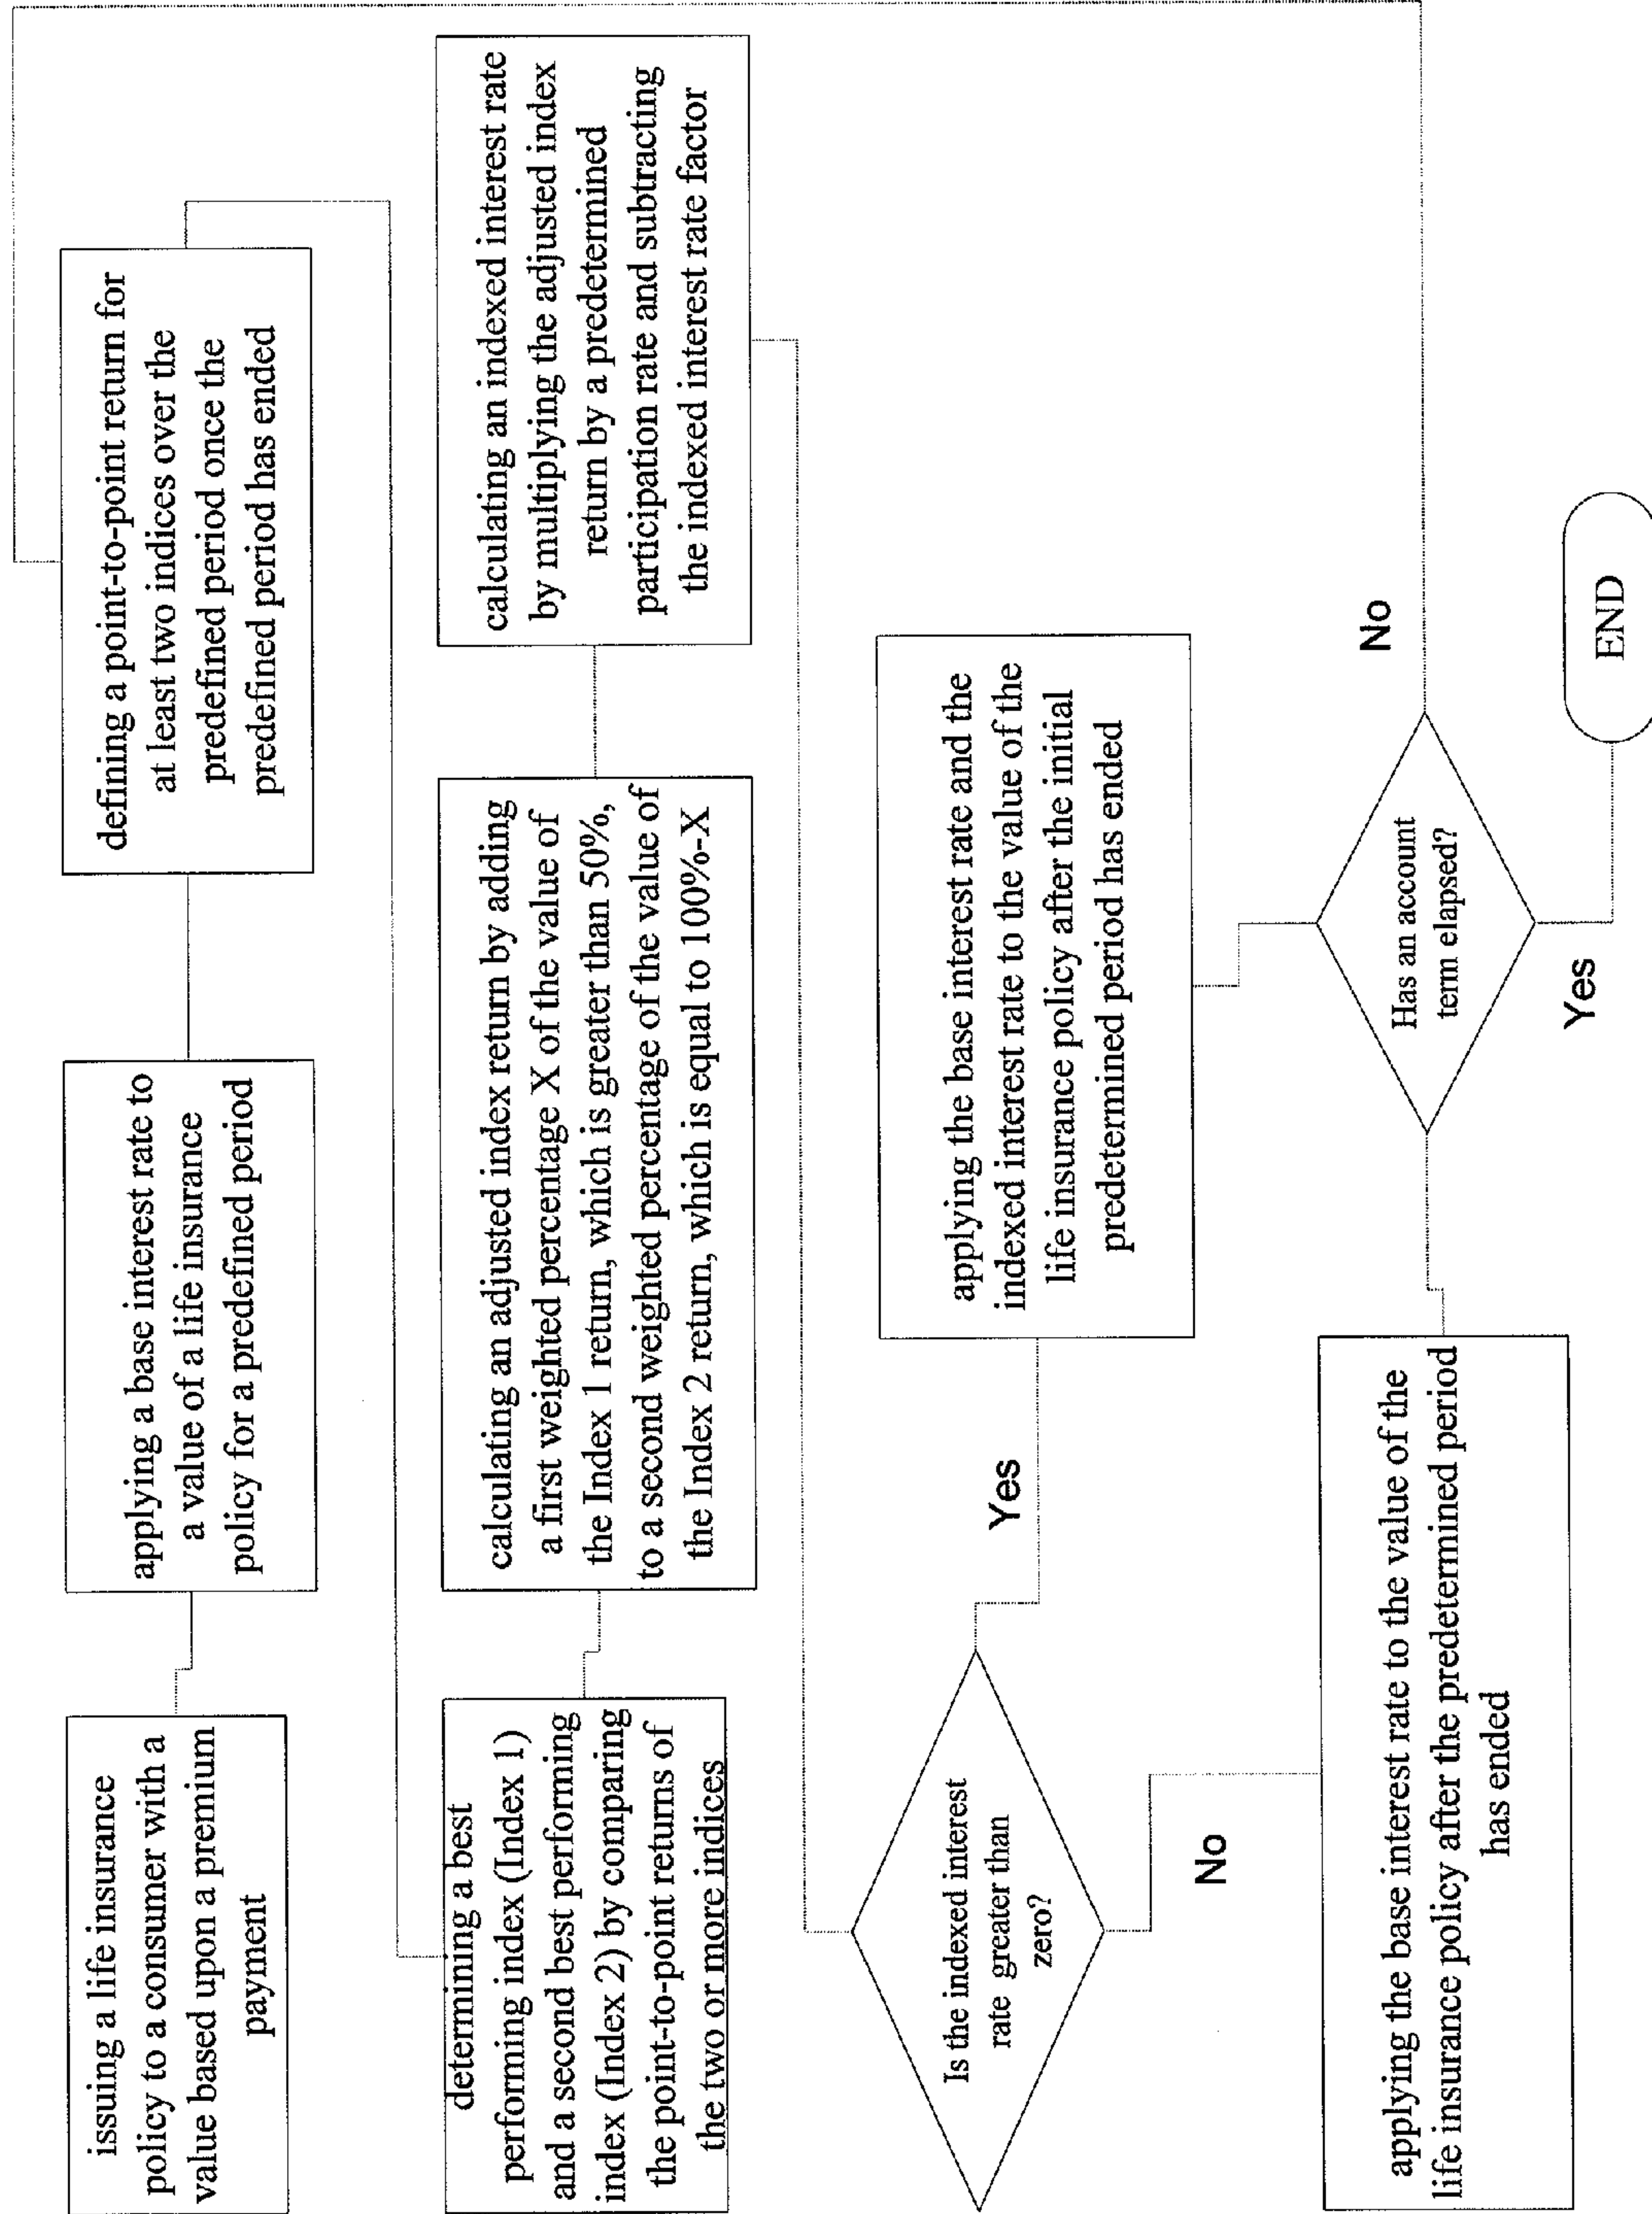 issuing a life insurance
policy to a consumer with a
value based upon a premium
payment
applying a base interest rate to
a value of a life insurance
policy for a predefined period
defining a point-to-point return for
at least two indices over the
predefined period once the
predefined period has ended
determining a best
performing index (Index 1)
and a second best performing
index (Index 2) by comparing
the point-to-point returns of
the two or more indices
calculating an adjusted index return by adding
a first weighted percentage X of the value of
the Index 1 return, which is greater than 50%,
to a second weighted percentage of the value of
the Index 2 return, which is equal to 100%-X
calculating an indexed interest rate
by multiplying the adjusted index
return by a predetermined
participation rate and subtracting
the indexed interest rate factor
Is the indexed interest
rate greater than
zero?
Yes
No
applying the base interest rate and the
indexed interest rate to the value of the
life insurance policy after the initial
predetermined period has ended
applying the base interest rate to the value of the
life insurance policy after the predetermined period
has ended
Has an account
term elapsed?
No
Yes
END